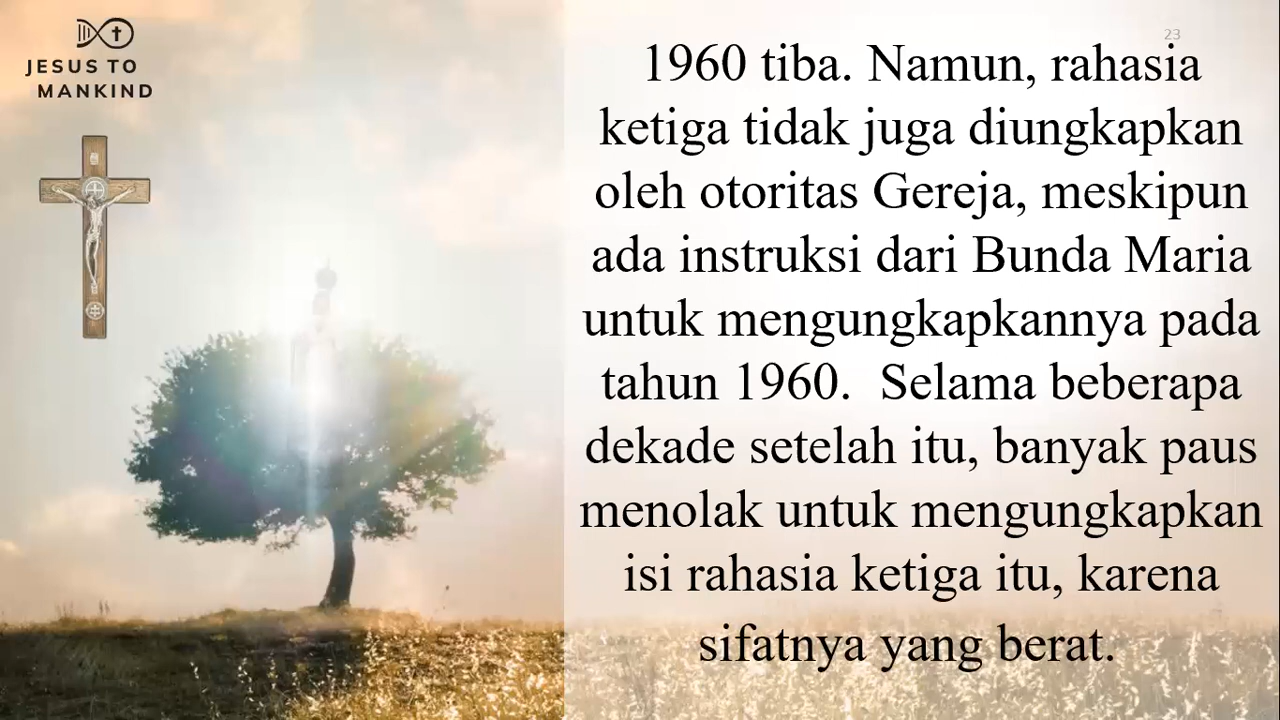 JESUS TO
MANKIND
23
1960 tiba. Namun, rahasia
ketiga tidak juga diungkapkan
oleh otoritas Gereja, meskipun
ada instruksi dari Bunda Maria
untuk mengungkapkannya pada
tahun 1960.  Selama beberapa
dekade setelah itu, banyak paus
menolak untuk mengungkapkan
isi rahasia ketiga itu, karena
sifatnya yang berat.